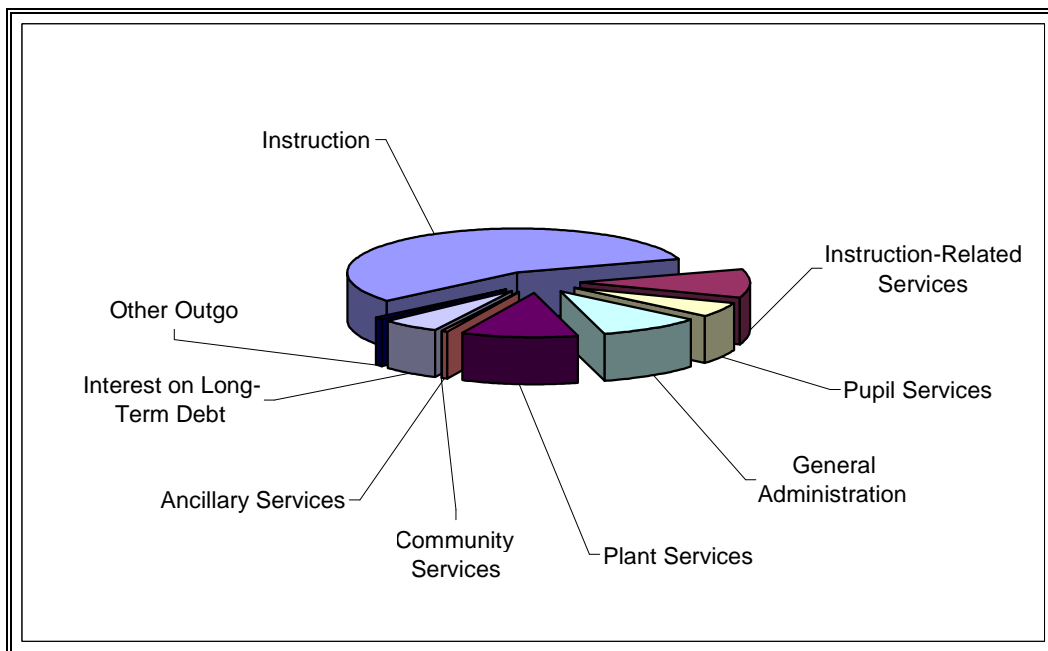 Instruction
Instruction-Related
Services
Other Outgo
Interest on Long-
Term Debt
Pupil Services
General
Administration
Ancillary Services
Community
Services
Plant Services